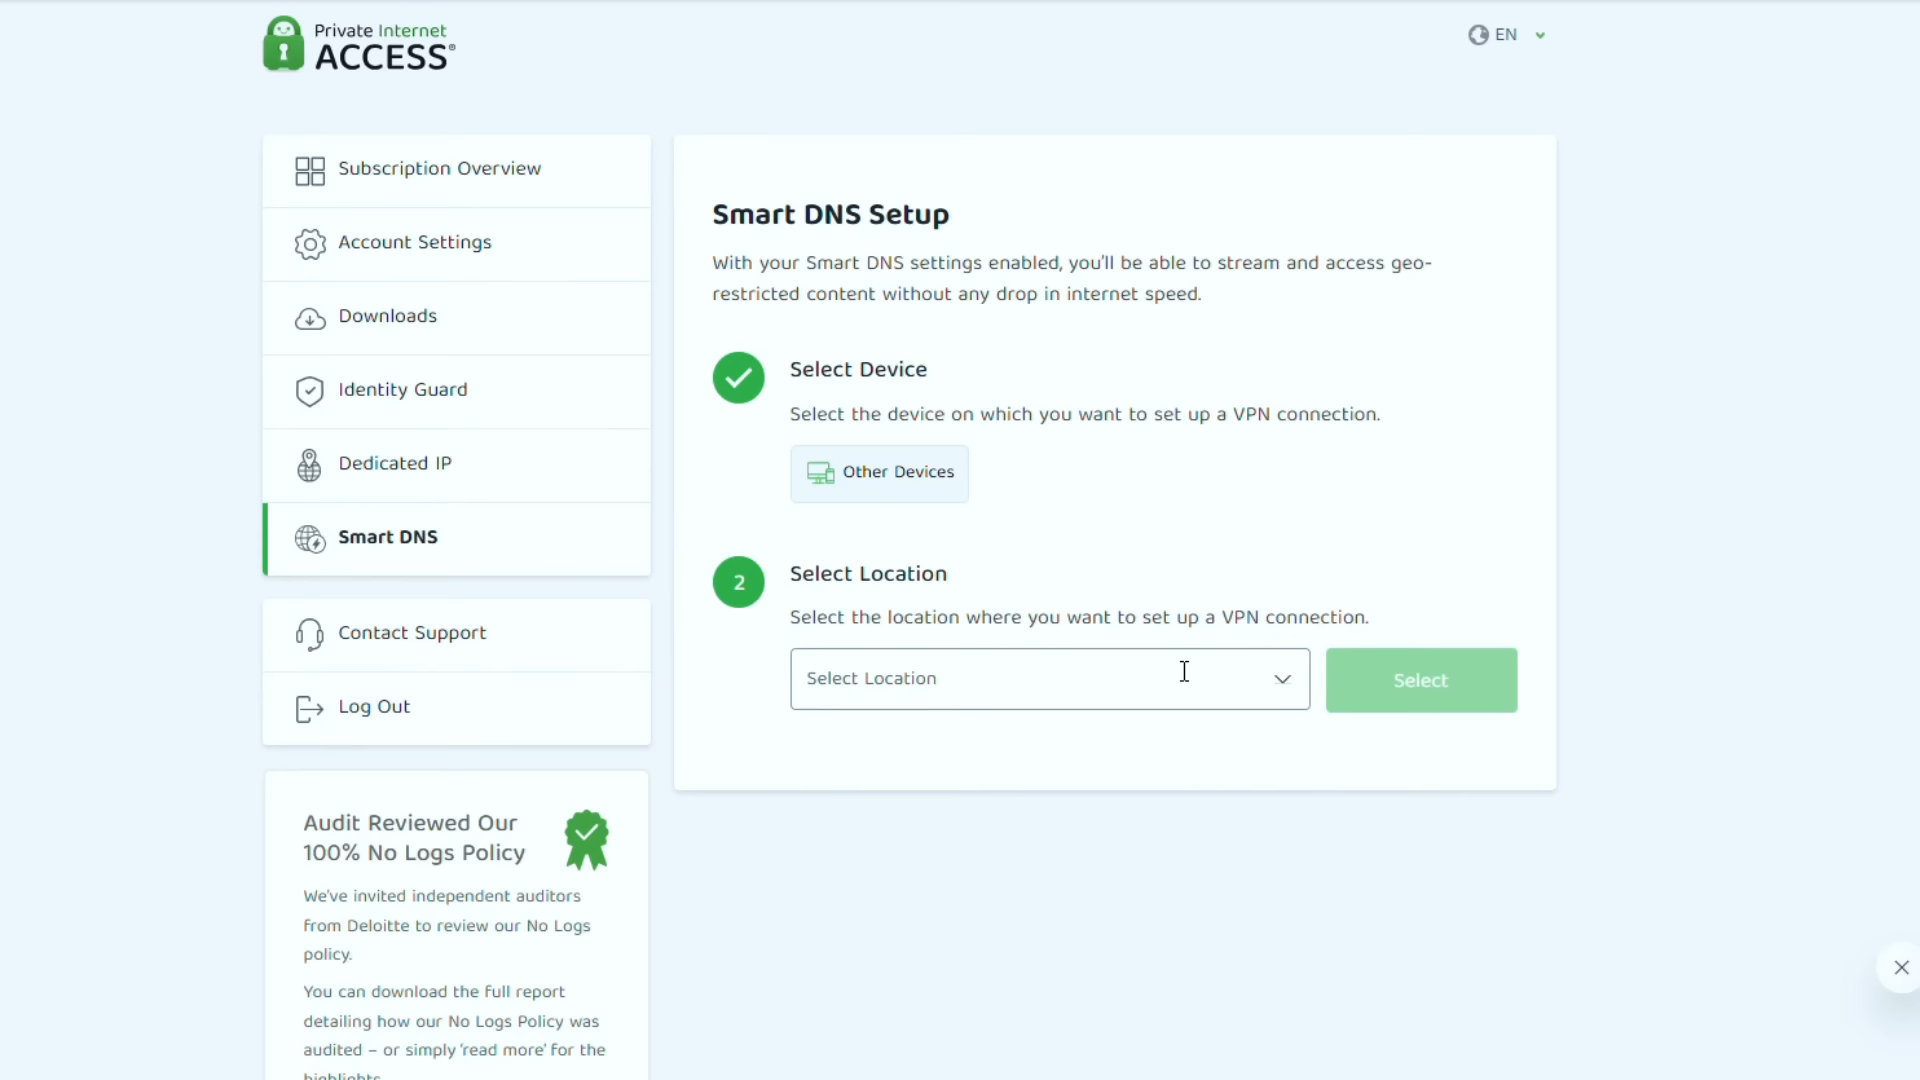 Private Internet
ACCESS®
EN
Subscription Overview
Account Settings
Downloads
Identity Guard
Dedicated IP
Smart DNS
Contact Support
Log Out
Audit Reviewed Our
100% No Logs Policy
We've invited independent auditors
from Deloitte to review our No Logs
policy.
You can download the full report
detailing how our No Logs Policy was
audited – or simply 'read more' for the
highlights
Smart DNS Setup
With your Smart DNS settings enabled, you'll be able to stream and access geo-
restricted content without any drop in internet speed.
Select Device
Select the device on which you want to set up a VPN connection.
Other Devices
2
Select Location
Select the location where you want to set up a VPN connection.
Select Location
Select